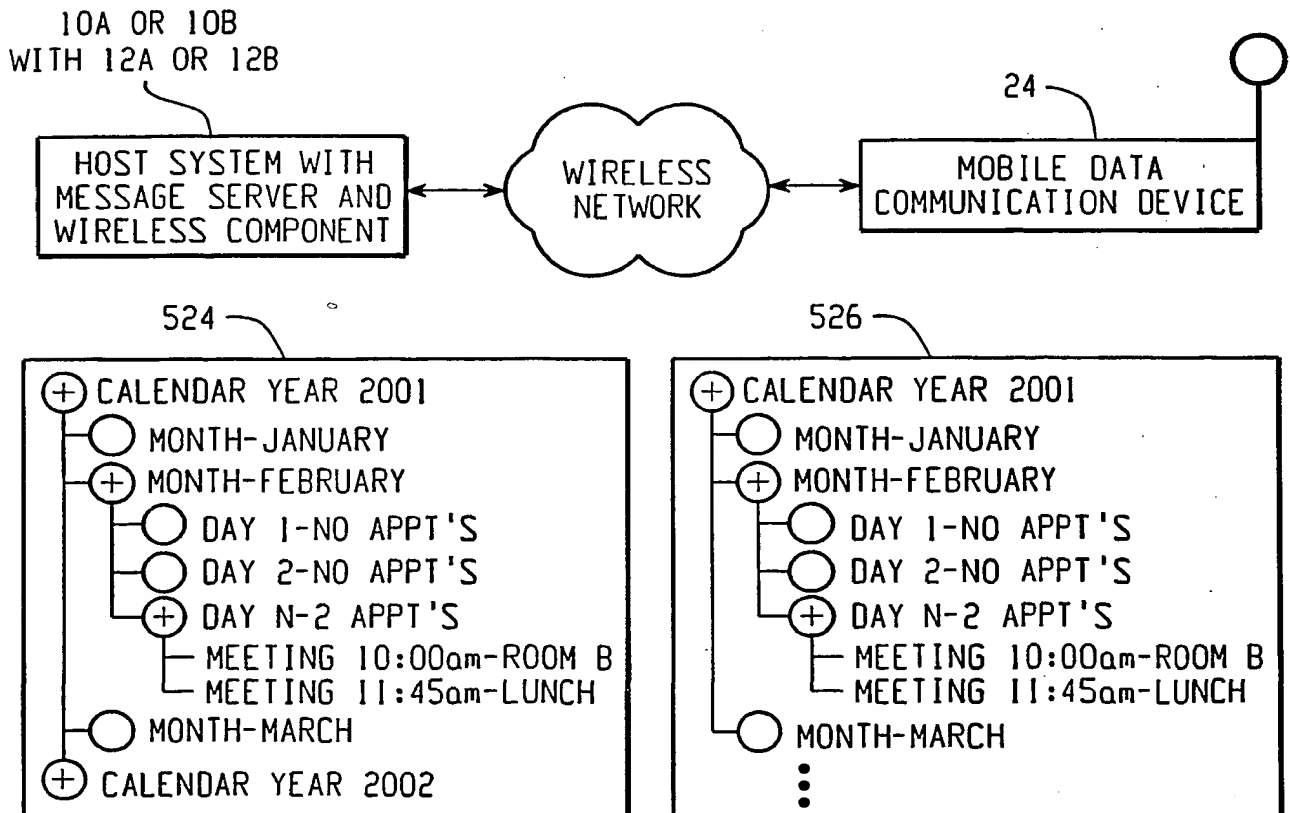 10A OR 10B
WITH 12A OR 12B
24
HOST SYSTEM WITH
MESSAGE SERVER AND
WIRELESS COMPONENT
WIRELESS
NETWORK
MOBILE DATA
COMMUNICATION DEVICE
524
526
CALENDAR YEAR 2001
MONTH-JANUARY
MONTH-FEBRUARY
DAY 1-NO APPT'S
DAY 2-NO APPT'S
DAY N-2 APPT'S
MEETING 10:00am-ROOM B
MEETING 11:45am-LUNCH
MONTH-MARCH
CALENDAR YEAR 2002
CALENDAR YEAR 2001
MONTH-JANUARY
MONTH-FEBRUARY
DAY 1-NO APPT'S
DAY 2-NO APPT'S
DAY N-2 APPT'S
MEETING 10:00am-ROOM B
MEETING 11:45am-LUNCH
MONTH-MARCH